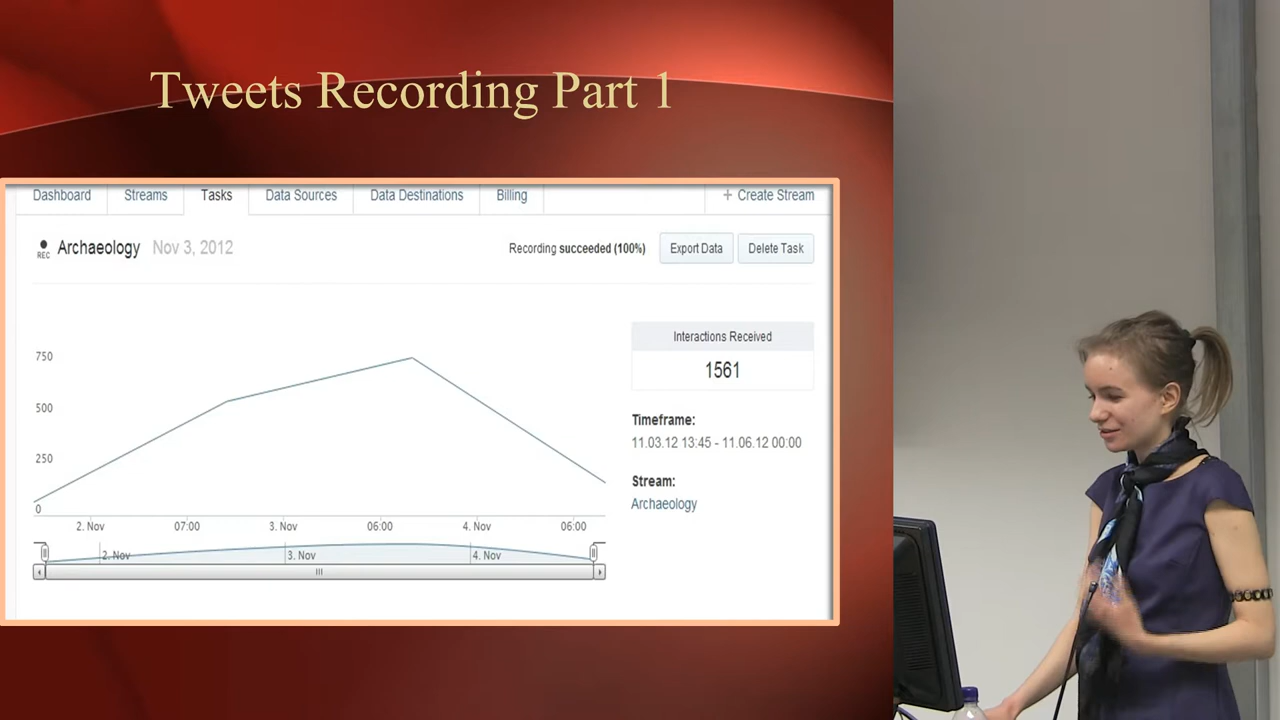 Tweets Recording Part 1
Dashboard Streams Tasks Data Sources Data Destinations Billing + Create Stream
REC Archaeology Nov 3, 2012 Recording succeeded (100%) Export Data Delete Task
Interactions Received
1561
Timeframe:
11.03.12 13:45 - 11.06.12 00:00
Stream:
Archaeology
750
500
250
0
2. Nov 07:00 3. Nov 06:00 4. Nov 06:00
2. Nov 3. Nov 4. Nov